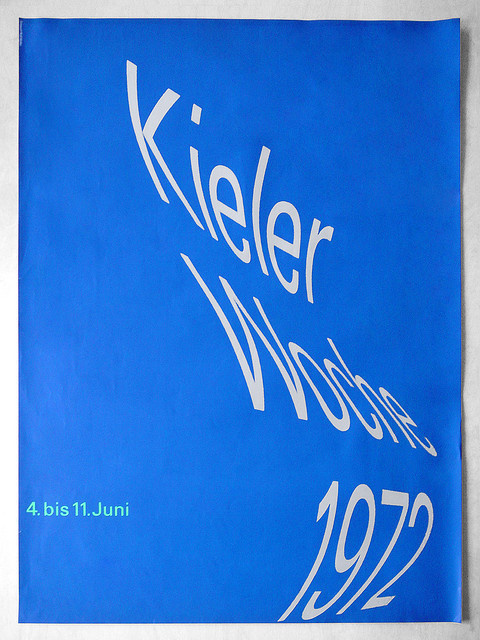 Kieler
Woche
1972
4. bis 11. Juni